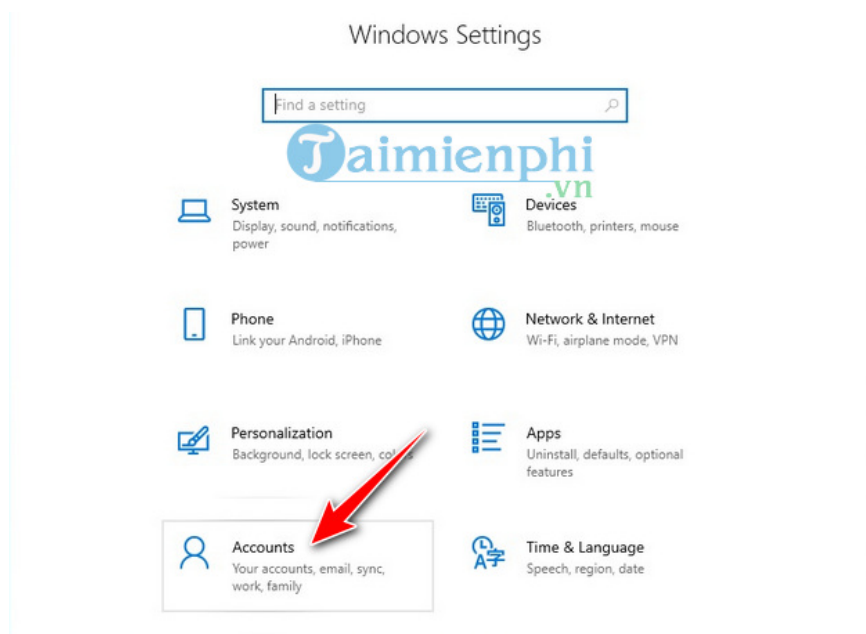 Windows Settings
Find a setting
Taimienphi
.vn
System
Display, sound, notifications,
power
Devices
Bluetooth, printers, mouse
Phone
Link your Android, iPhone
Network & Internet
Wi-Fi, airplane mode, VPN
Personalization
Background, lock screen,
Apps
Uninstall, defaults, optional
features
Accounts
Your accounts, email, sync,
work, family
Time & Language
Speech, region, date